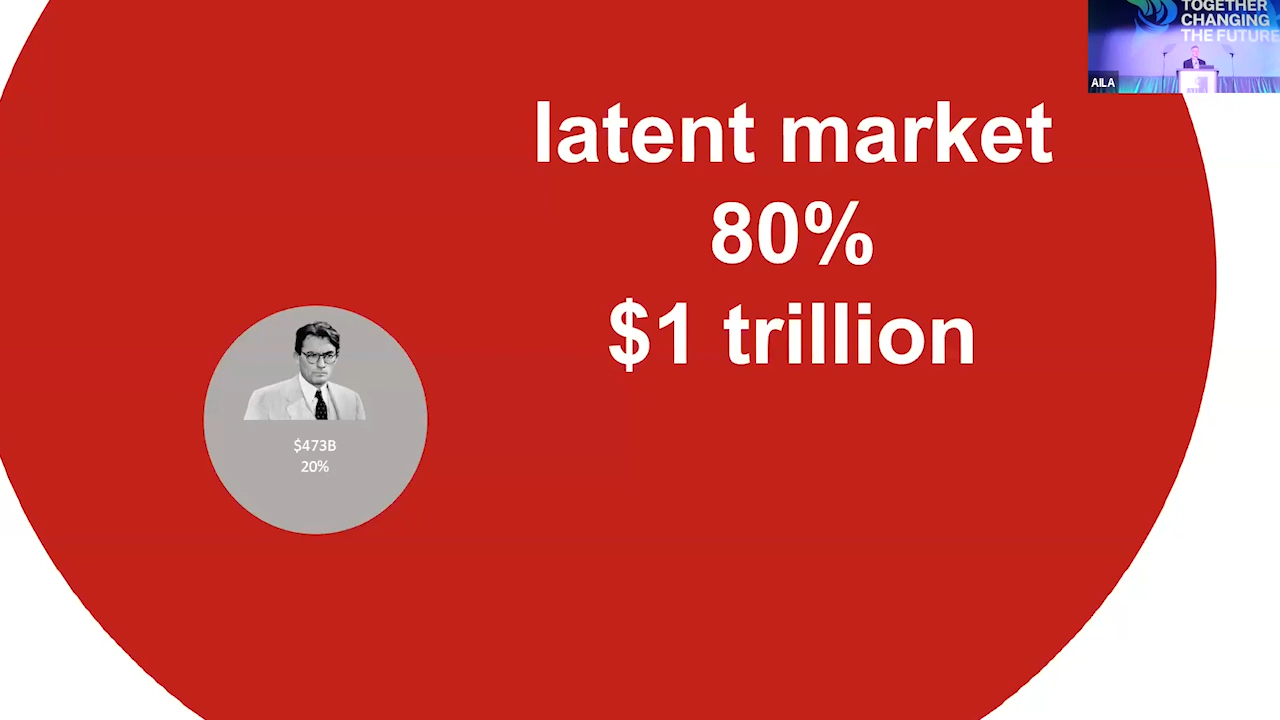 latent market
80%
$1 trillion
$473B
20%
TOGETHER
CHANGING
THE FUTURE
AILA